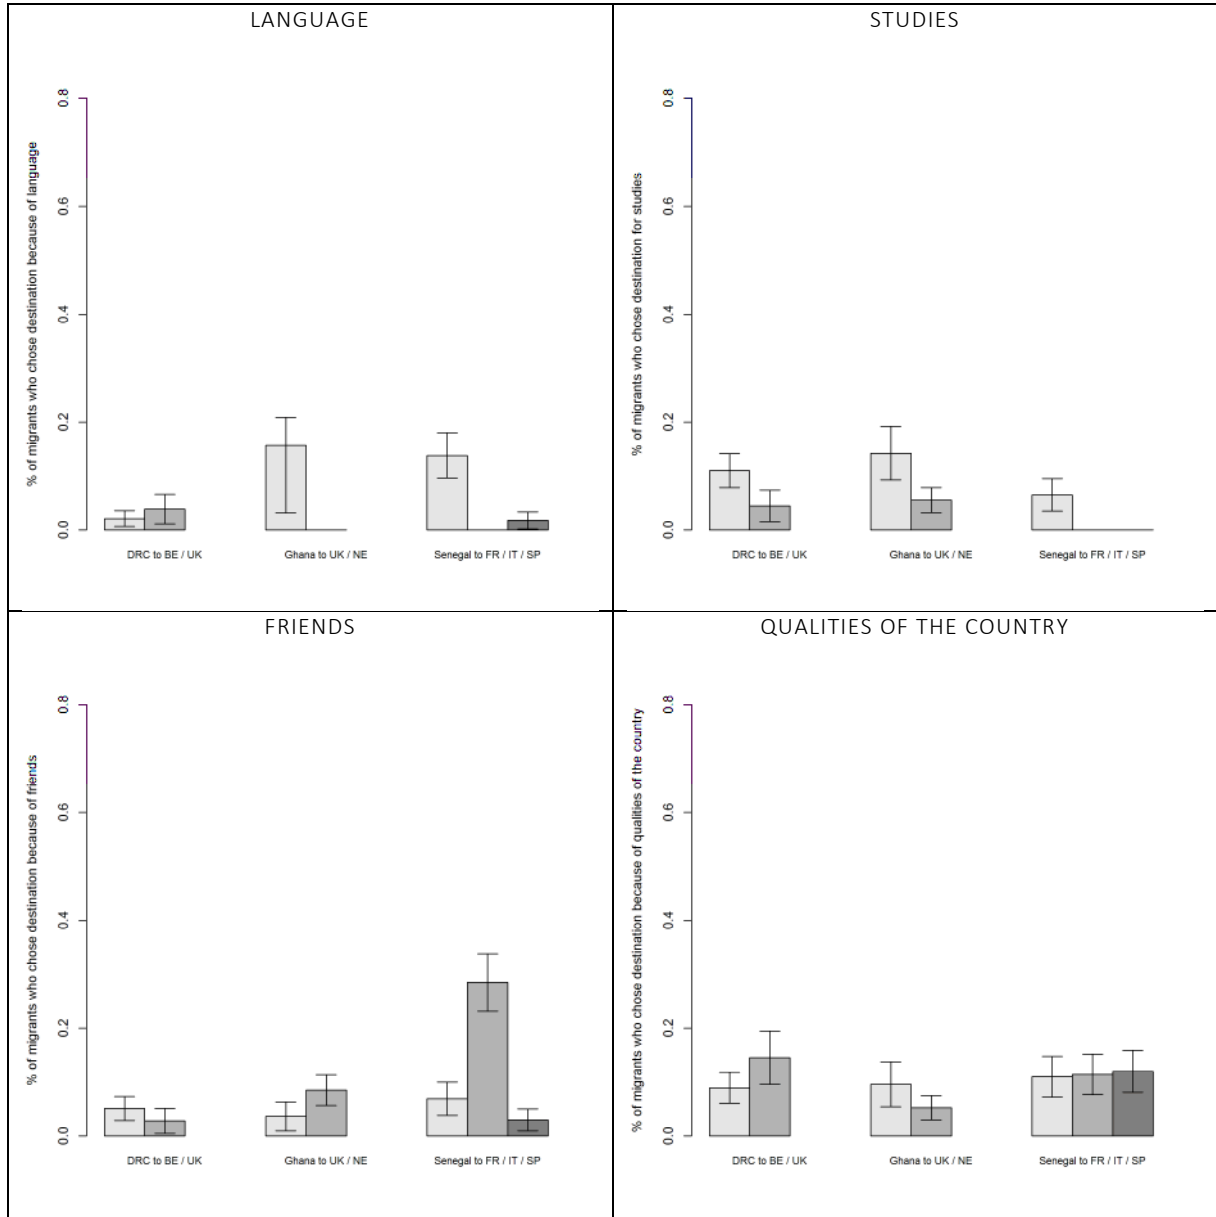 LANGUAGE
% of migrants who chose destination because of language
0.8
0.6
0.4
0.2
0.0
DRC to BE / UK
Ghana to UK / NE
Senegal to FR / IT / SP
STUDIES
% of migrants who chose destination for studies
0.8
0.6
0.4
0.2
0.0
DRC to BE / UK
Ghana to UK / NE
Senegal to FR / IT / SP
FRIENDS
% of migrants who chose destination because of friends
0.8
0.6
0.4
0.2
0.0
DRC to BE / UK
Ghana to UK / NE
Senegal to FR / IT / SP
QUALITIES OF THE COUNTRY
% of migrants who chose destination because of qualities of the country
0.8
0.6
0.4
0.2
0.0
DRC to BE / UK
Ghana to UK / NE
Senegal to FR / IT / SP